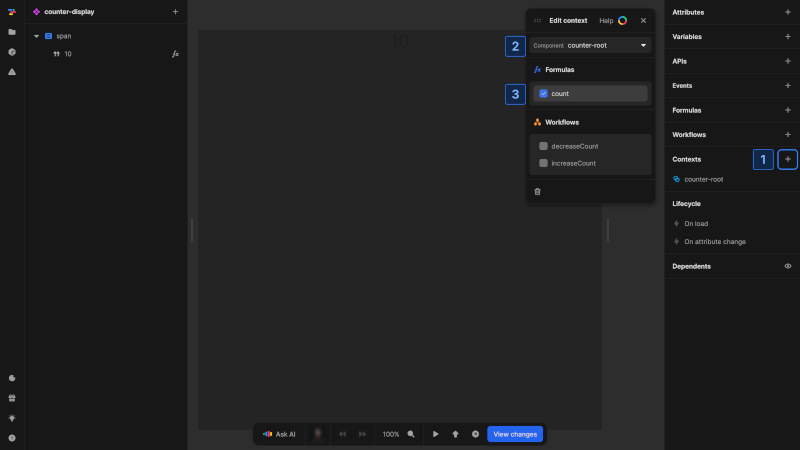 counter-display
span
10
fx
10
Edit context
Help
2
Component
counter-root
fx
Formulas
3
count
Workflows
decreaseCount
increaseCount
Attributes
Variables
APIs
Events
Formulas
Workflows
Contexts
1
counter-root
Lifecycle
On load
On attribute change
Dependents
Ask AI
100%
View changes